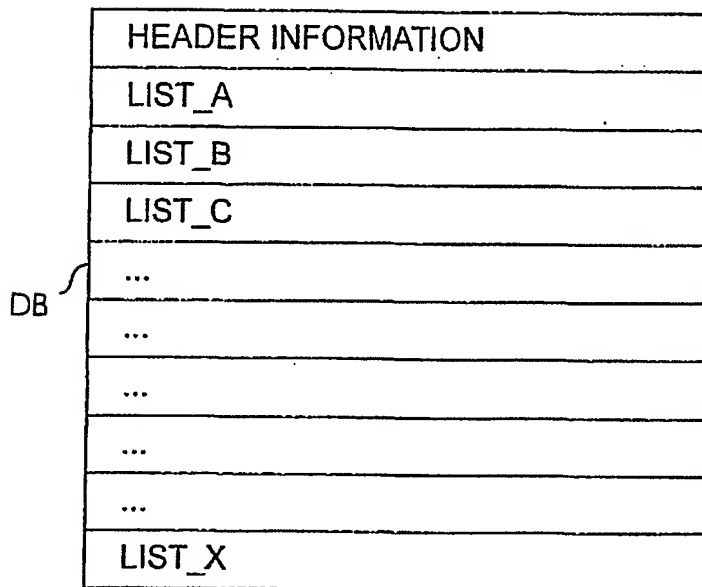 HEADER INFORMATION
LIST_A
LIST_B
LIST_C
...
DB
...
...
...
...
LIST_X